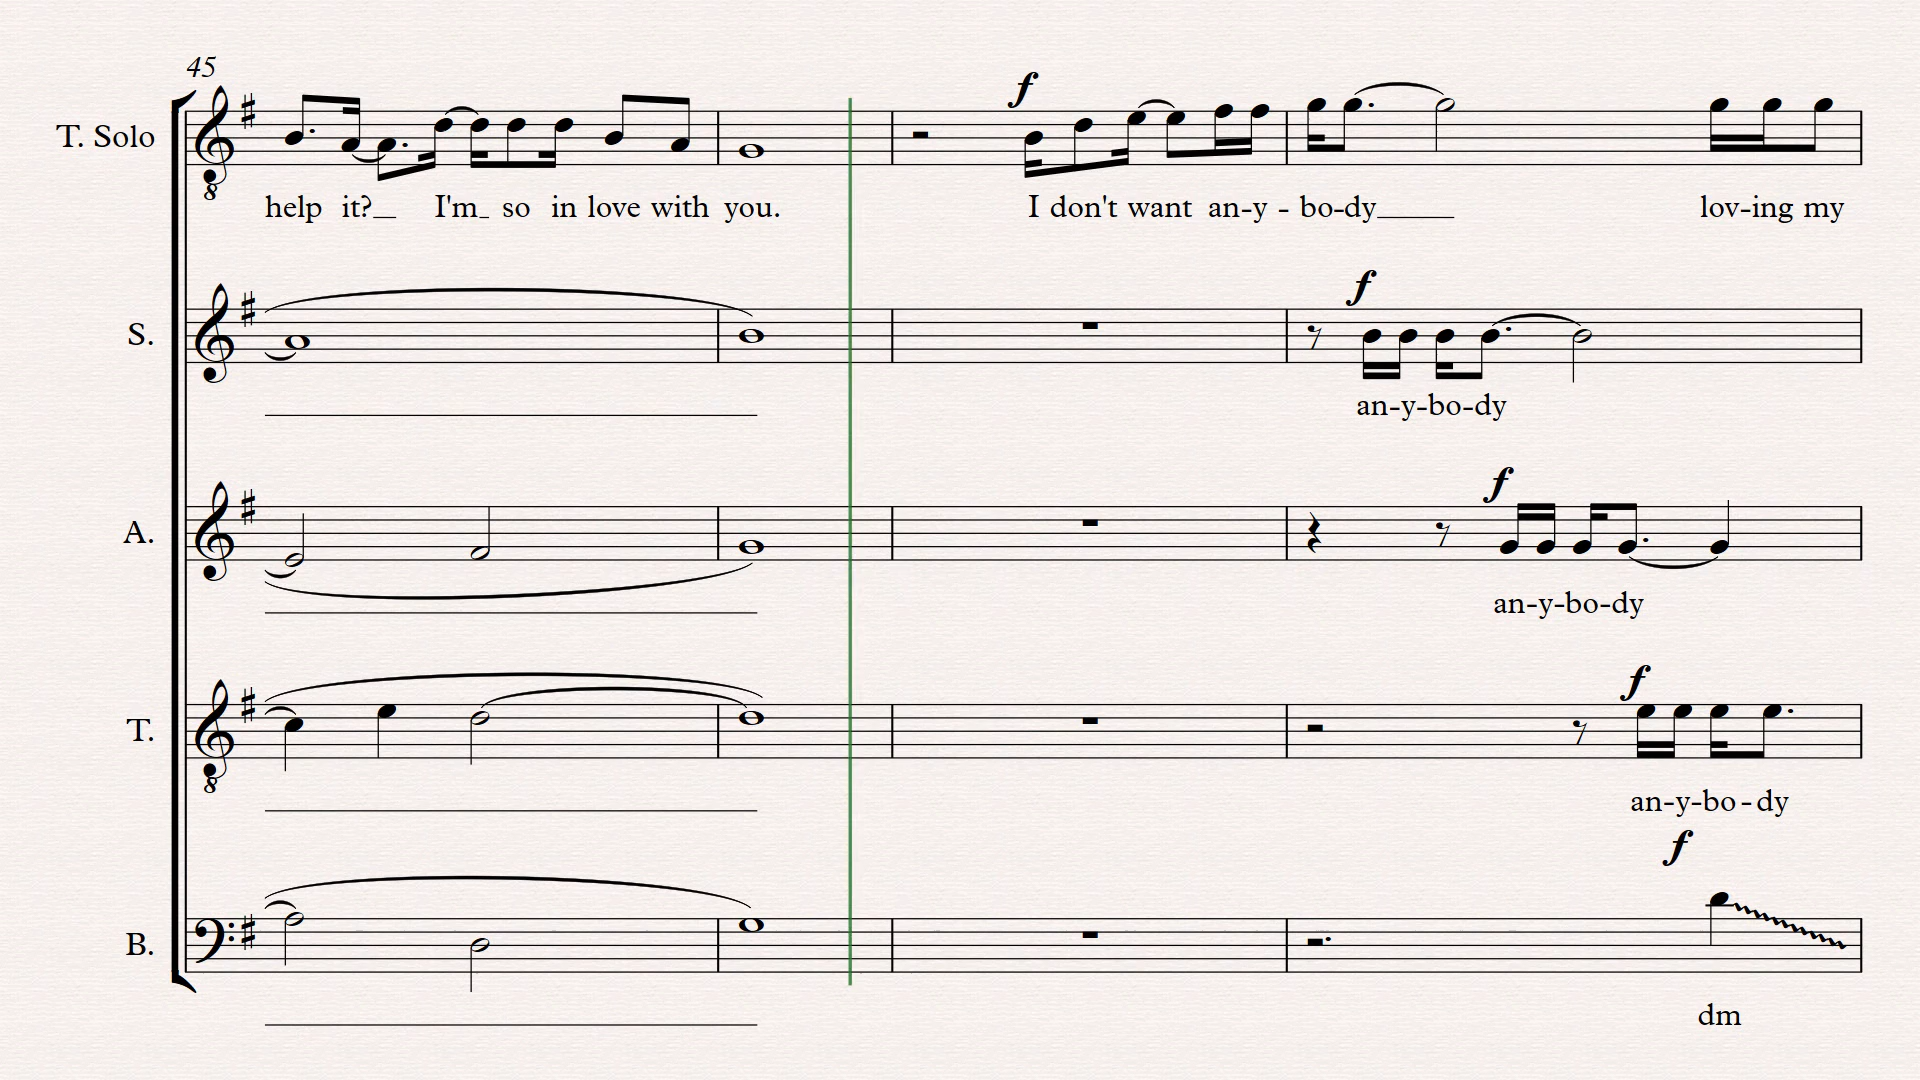 45
T. Solo
f
help it?__ I'm_ so in love with you. I don't want an-y - bo-dy_____ lov-ing my
S.
f
an-y-bo-dy
A.
f
an-y-bo-dy
T.
f
an-y-bo-dy
B.
f
dm